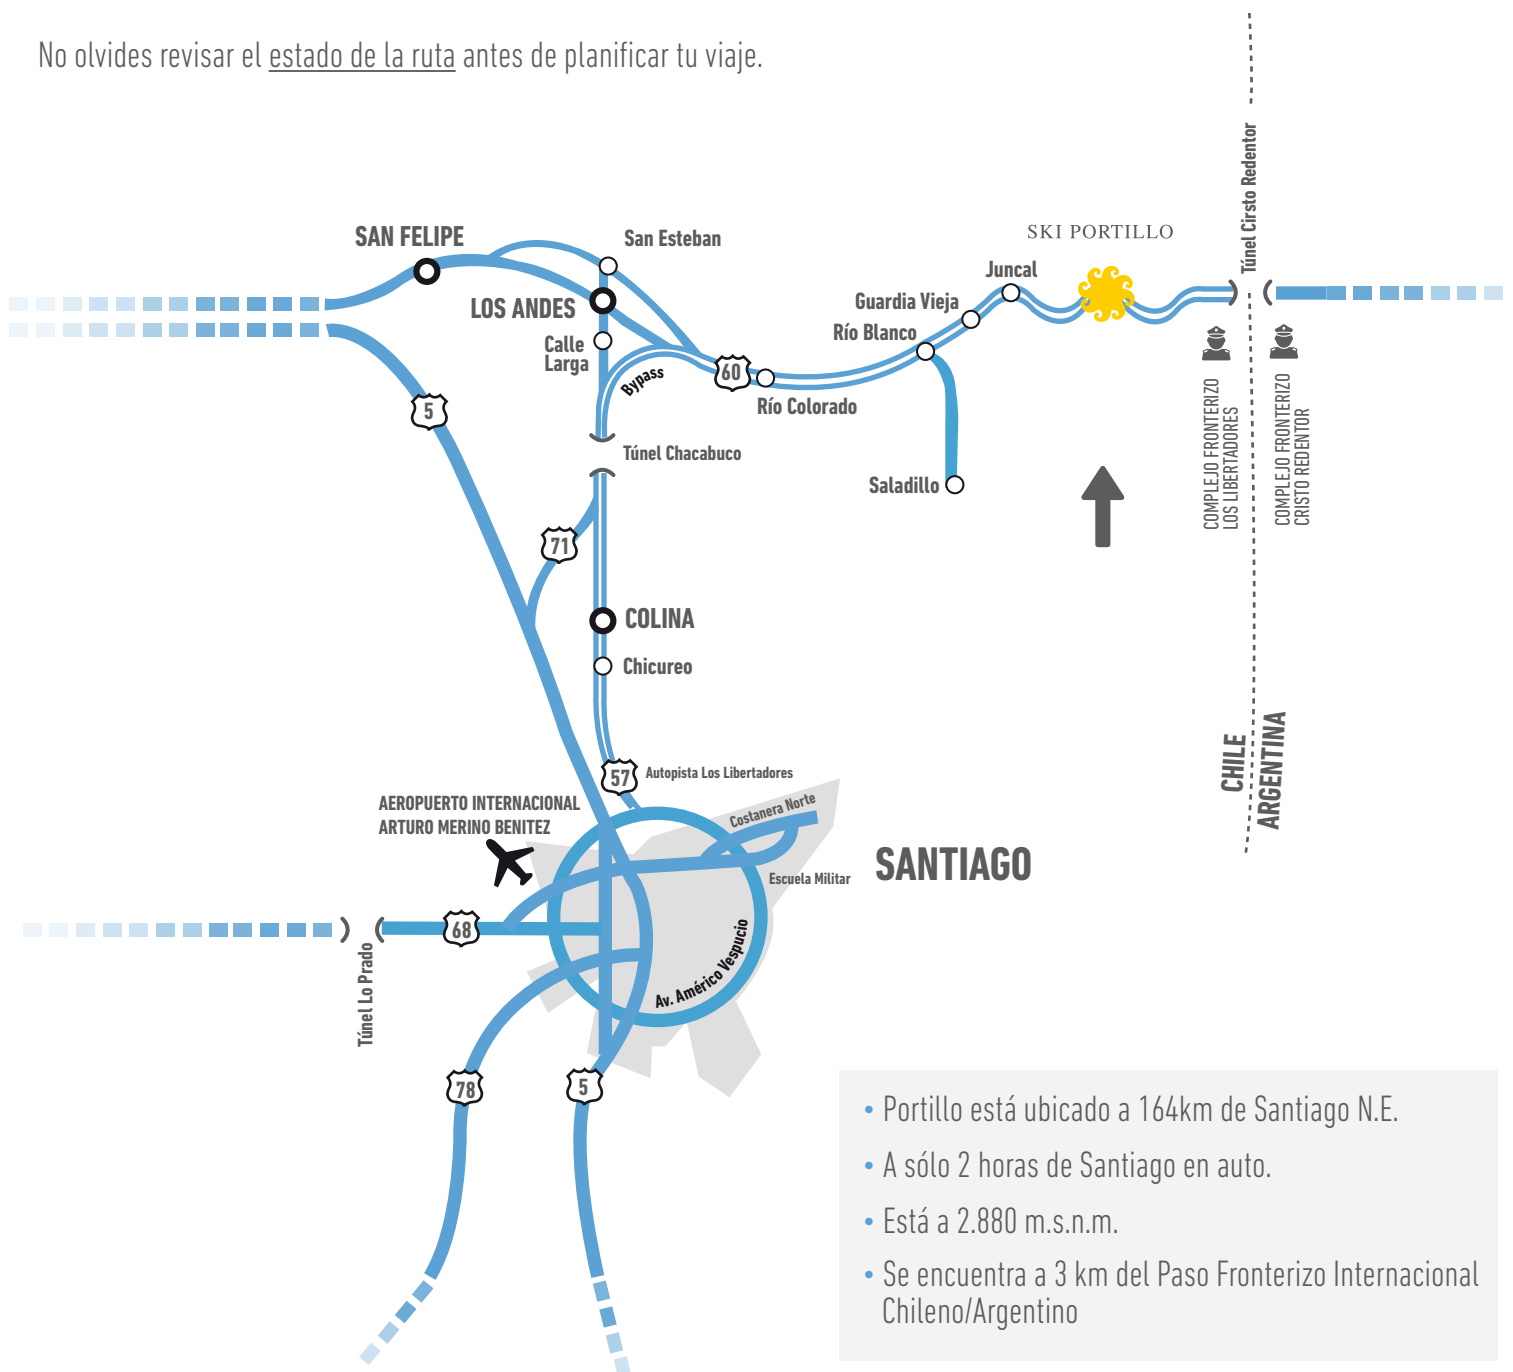 No olvides revisar el estado de la ruta antes de planificar tu viaje.
Túnel Cirsto Redentor
SKI PORTILLO
SAN FELIPE
San Esteban
Juncal
LOS ANDES
Guardia Vieja
Río Blanco
Calle
Larga
Bypass
60
Río Colorado
5
Túnel Chacabuco
Saladillo
COMPLEJO FRONTERIZO
LOS LIBERTADORES
COMPLEJO FRONTERIZO
CRISTO REDENTOR
71
COLINA
Chicureo
CHILE
ARGENTINA
57
Autopista Los Libertadores
AEROPUERTO INTERNACIONAL
ARTURO MERINO BENITEZ
Costanera Norte
SANTIAGO
Escuela Militar
68
Av. Américo Vespucio
Túnel Lo Prado
78
5
• Portillo está ubicado a 164km de Santiago N.E.
• A sólo 2 horas de Santiago en auto.
• Está a 2.880 m.s.n.m.
• Se encuentra a 3 km del Paso Fronterizo Internacional
Chileno/Argentino